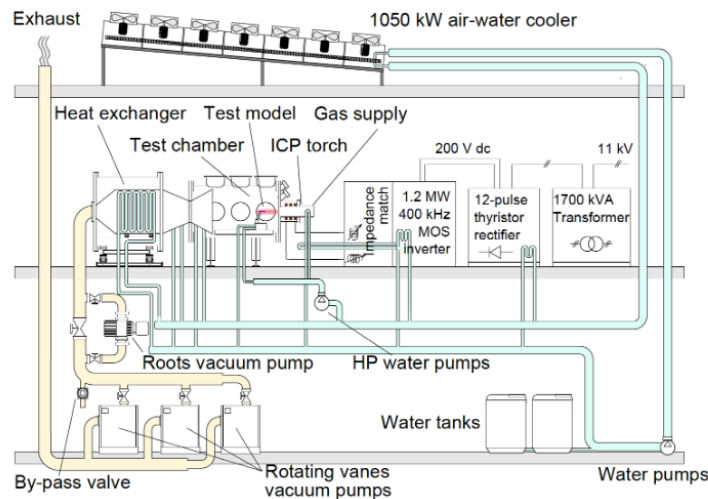 Exhaust
1050 kW air-water cooler
Heat exchanger
Test model
Gas supply
Test chamber
ICP torch
200 V dc
11 kV
Impedance
match
1.2 MW
400 kHz
MOS
inverter
12-pulse
thyristor
rectifier
1700 kVA
Transformer
Roots vacuum pump
HP water pumps
Water tanks
By-pass valve
Rotating vanes
vacuum pumps
Water pumps